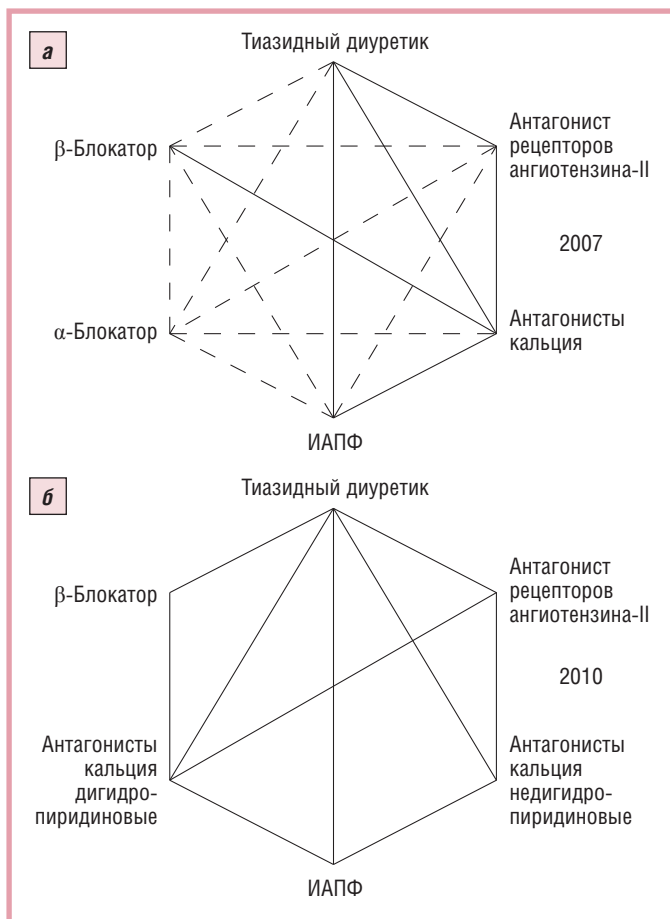 а
Тиазидный диуретик
β-Блокатор
Антагонист
рецепторов
ангиотензина-II
2007
α-Блокатор
Антагонисты
кальция
ИАПФ
б
Тиазидный диуретик
β-Блокатор
Антагонист
рецепторов
ангиотензина-II
2010
Антагонисты
кальция
дигидро-
пиридиновые
Антагонисты
кальция
недигидро-
пиридиновые
ИАПФ